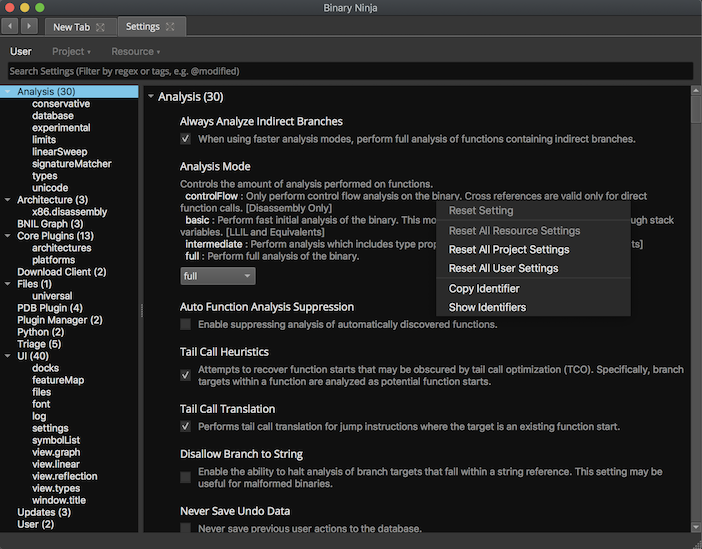 Binary Ninja
New Tab
Settings
User
Project
Resource
Search Settings (Filter by regex or tags, e.g. @modified)
Analysis (30)
conservative
database
experimental
limits
linearSweep
signatureMatcher
types
unicode
Architecture (3)
x86.disassembly
BNIL Graph (3)
Core Plugins (13)
architectures
platforms
Download Client (2)
Files (1)
universal
PDB Plugin (4)
Plugin Manager (2)
Python (2)
Triage (5)
UI (40)
docks
featureMap
files
font
log
settings
symbolList
view.graph
view.linear
view.reflection
view.types
window.title
Updates (3)
User (2)
Analysis (30)
Always Analyze Indirect Branches
When using faster analysis modes, perform full analysis of functions containing indirect branches.
Analysis Mode
Controls the amount of analysis performed on functions.
controlFlow : Only perform control flow analysis on the binary. Cross references are valid only for direct
function calls. [Disassembly Only]
basic : Perform fast initial analysis of the binary. This mo
ugh stack
variables. [LLIL and Equivalents]
intermediate : Perform analysis which includes type prop
ts]
full : Perform full analysis of the binary.
full
Reset Setting
Reset All Resource Settings
Reset All Project Settings
Reset All User Settings
Copy Identifier
Show Identifiers
Auto Function Analysis Suppression
Enable suppressing analysis of automatically discovered functions.
Tail Call Heuristics
Attempts to recover function starts that may be obscured by tail call optimization (TCO). Specifically, branch
targets within a function are analyzed as potential function starts.
Tail Call Translation
Performs tail call translation for jump instructions where the target is an existing function start.
Disallow Branch to String
Enable the ability to halt analysis of branch targets that fall within a string reference. This setting may be
useful for malformed binaries.
Never Save Undo Data
Never save previous user actions to the database.